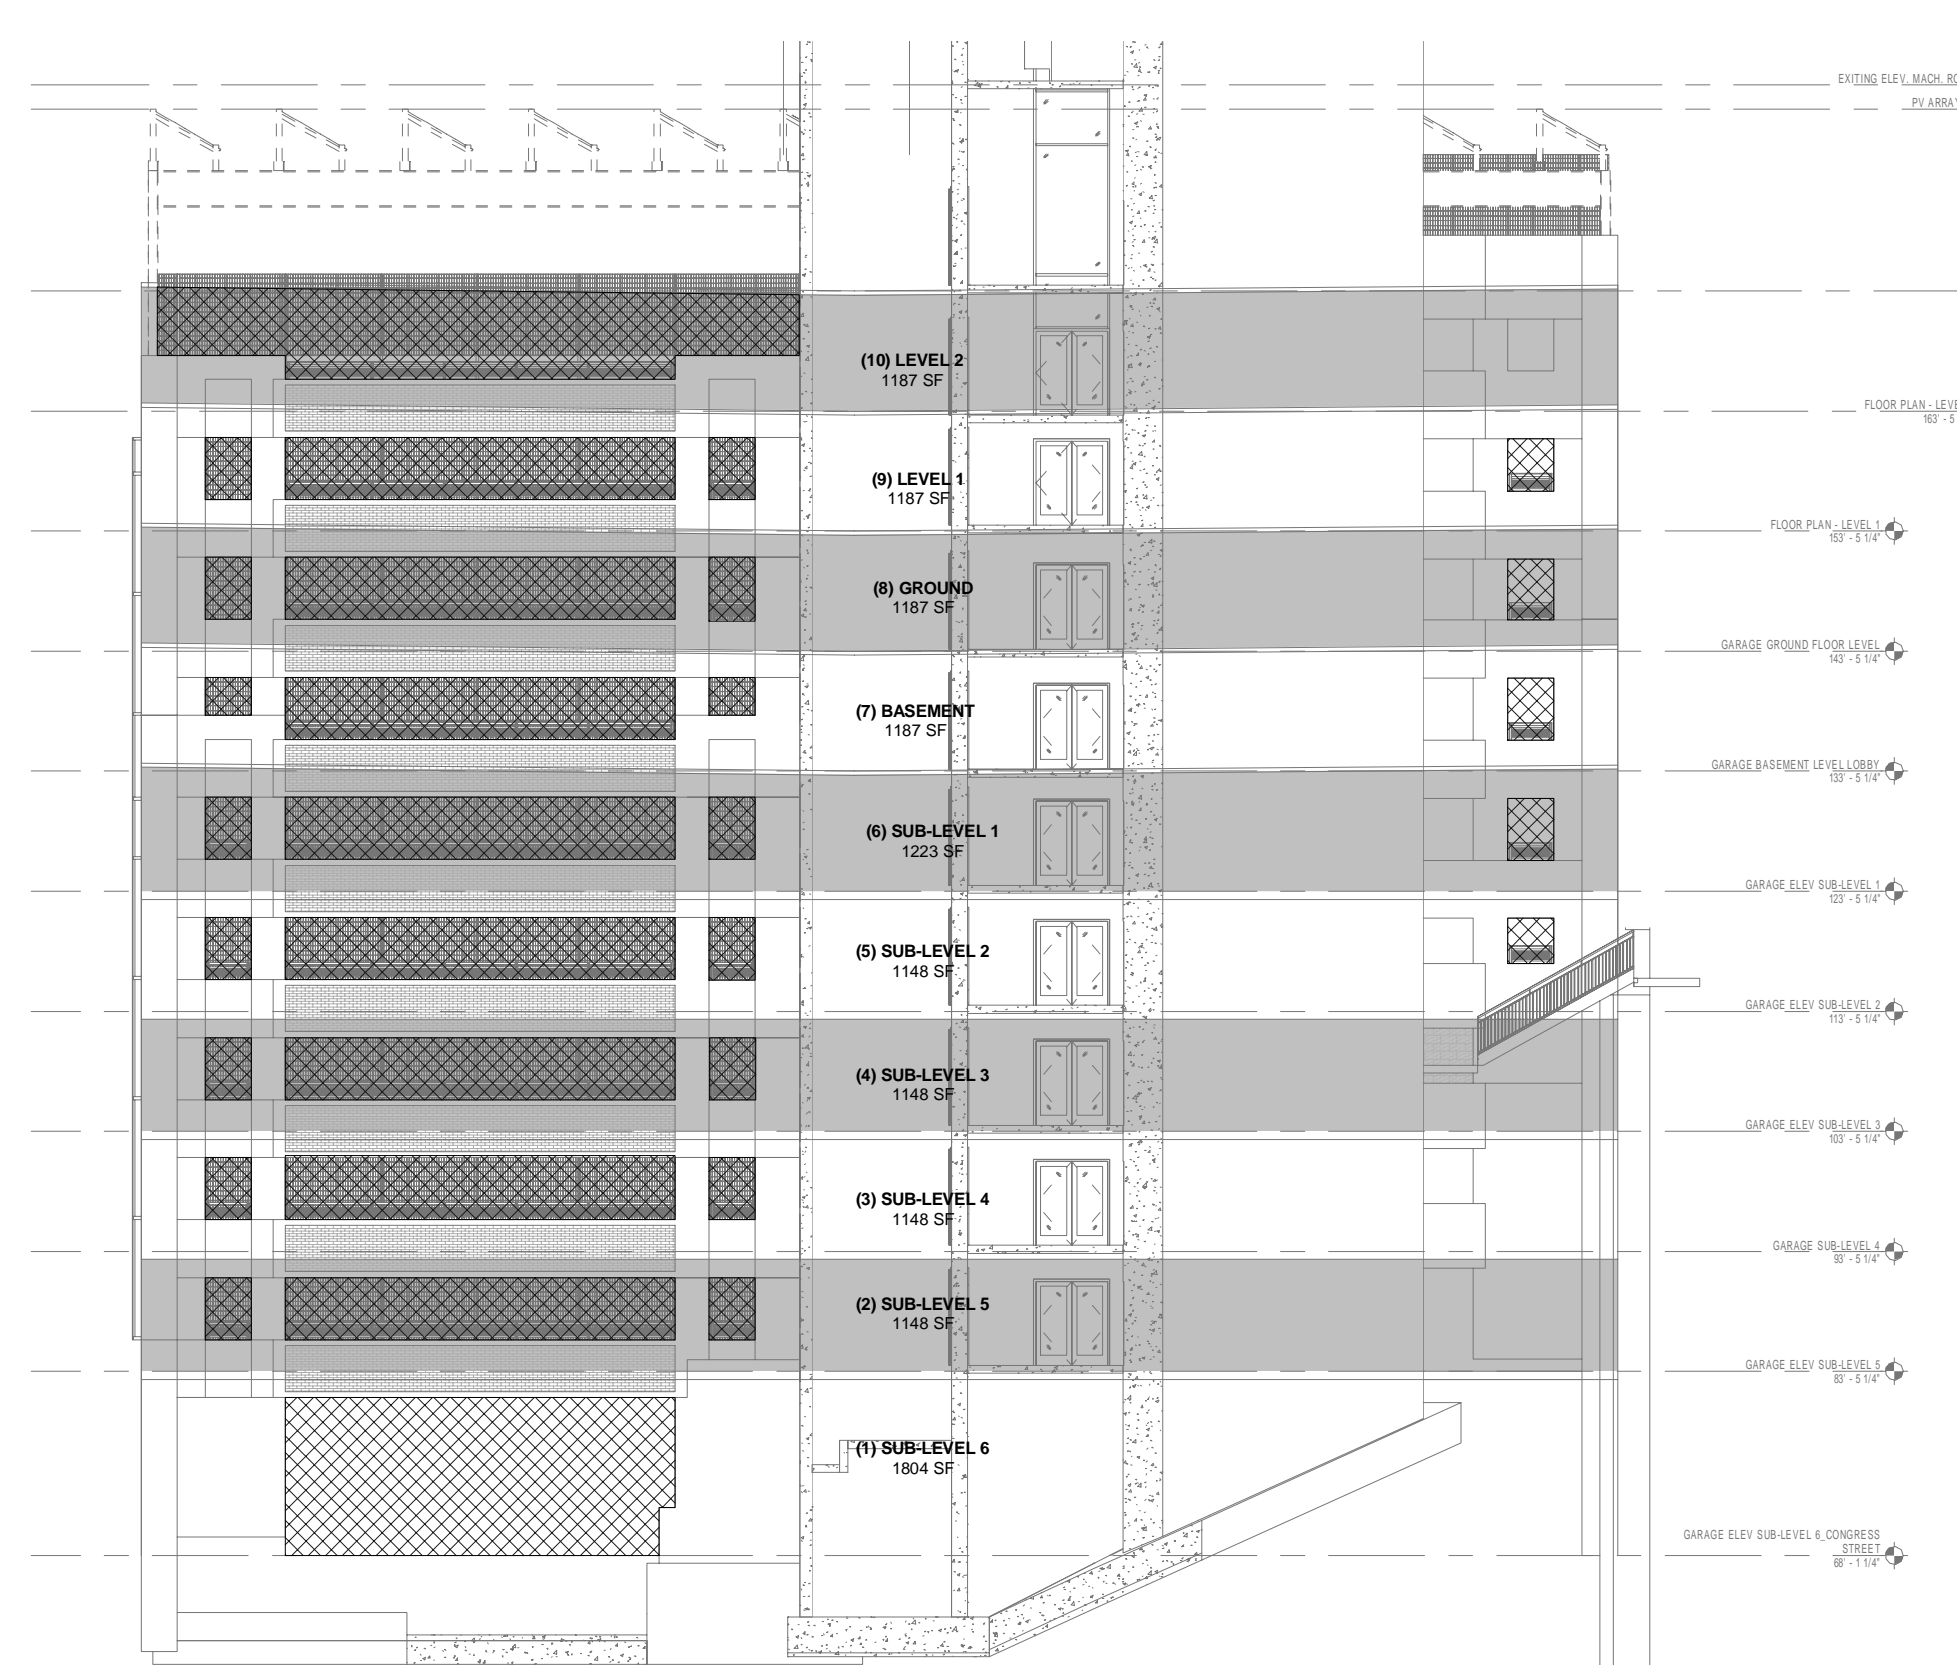 EXITING ELEV. MACH. RO
PV ARRAY
(10) LEVEL 2
1187 SF
FLOOR PLAN - LEVE
163' - 5
(9) LEVEL 1
1187 SF
FLOOR PLAN - LEVEL 1
153' - 5 1/4"
(8) GROUND
1187 SF
GARAGE GROUND FLOOR LEVEL
143' - 5 1/4"
(7) BASEMENT
1187 SF
GARAGE BASEMENT LEVEL LOBBY
133' - 5 1/4"
(6) SUB-LEVEL 1
1223 SF
GARAGE ELEV SUB-LEVEL 1
123' - 5 1/4"
(5) SUB-LEVEL 2
1148 SF
GARAGE ELEV SUB-LEVEL 2
113' - 5 1/4"
(4) SUB-LEVEL 3
1148 SF
GARAGE ELEV SUB-LEVEL 3
103' - 5 1/4"
(3) SUB-LEVEL 4
1148 SF
GARAGE SUB-LEVEL 4
93' - 5 1/4"
(2) SUB-LEVEL 5
1148 SF
GARAGE ELEV SUB-LEVEL 5
83' - 5 1/4"
(1) SUB-LEVEL 6
1804 SF
GARAGE ELEV SUB-LEVEL 6_CONGRESS
STREET
68' - 1 1/4"